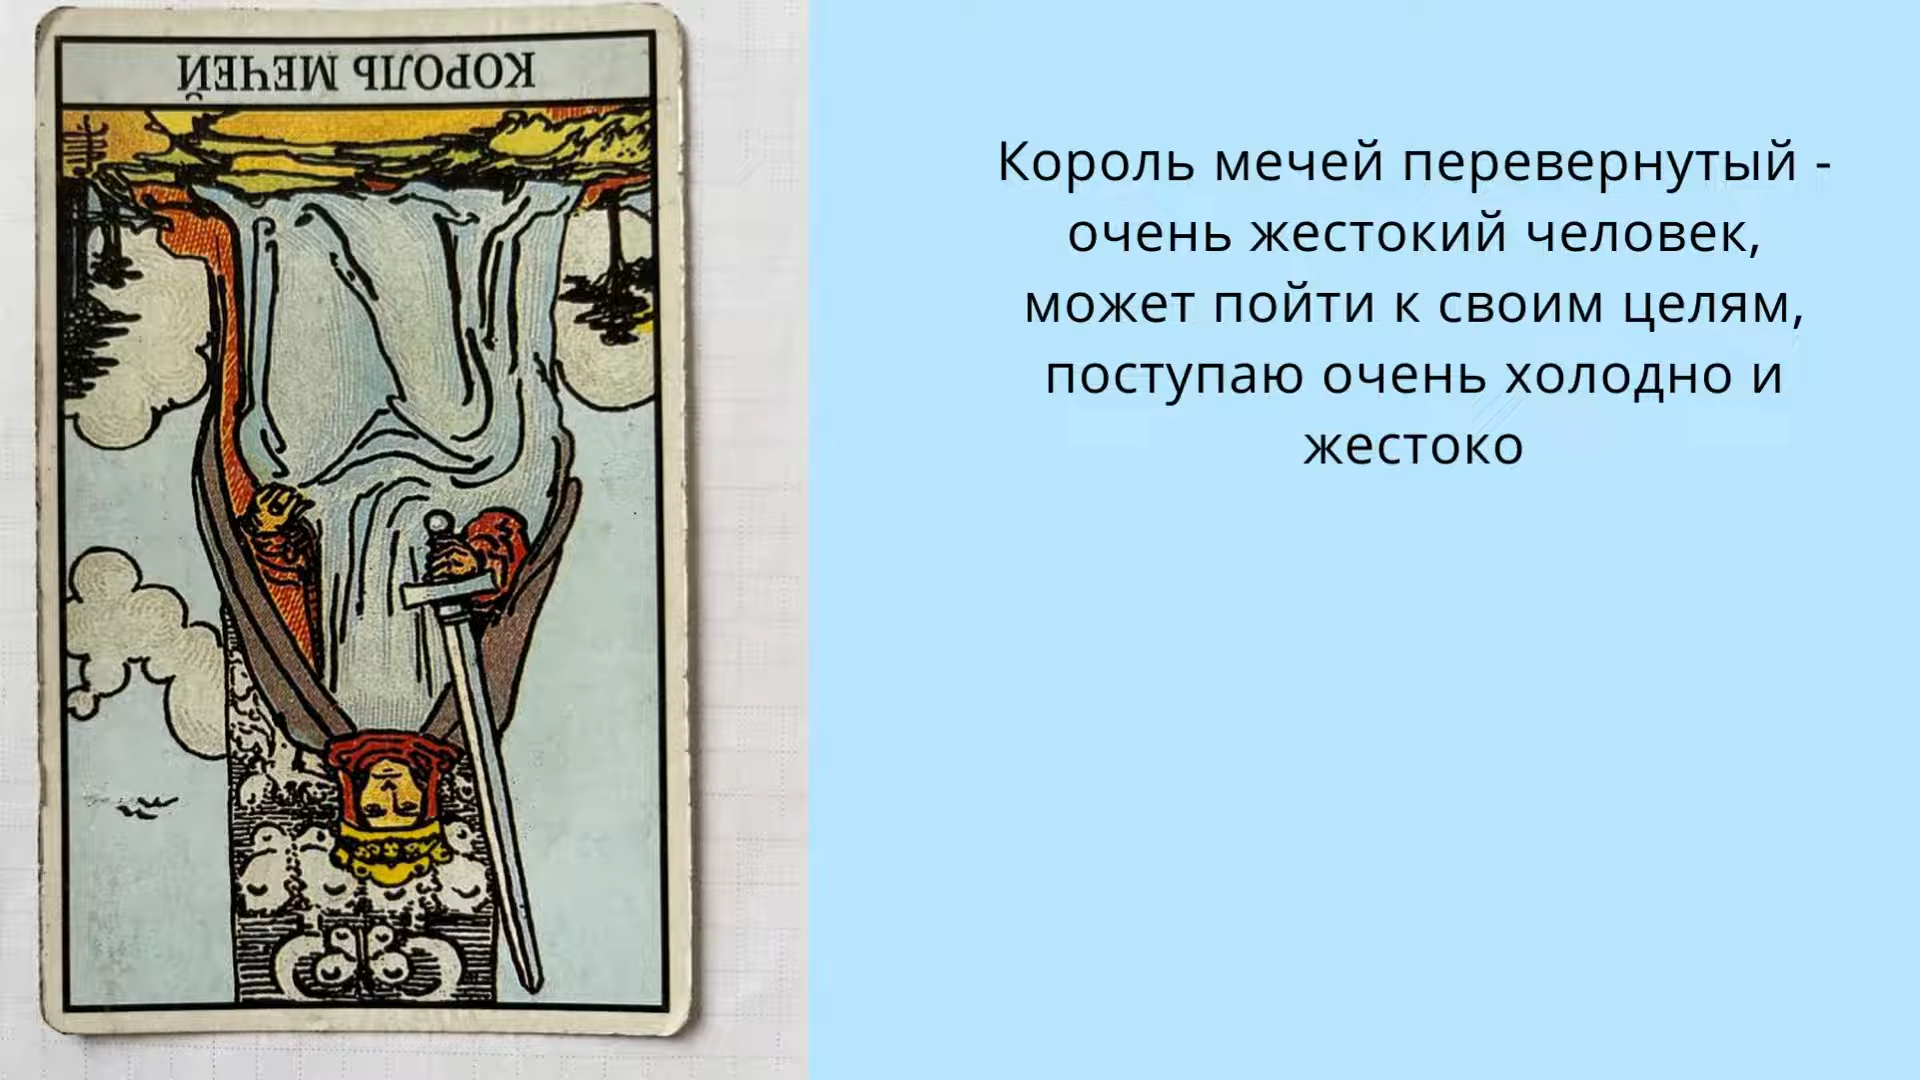 КОРОЛЬ МЕЧЕЙ
Король мечей перевернутый -
очень жестокий человек,
может пойти к своим целям,
поступаю очень холодно и
жестоко